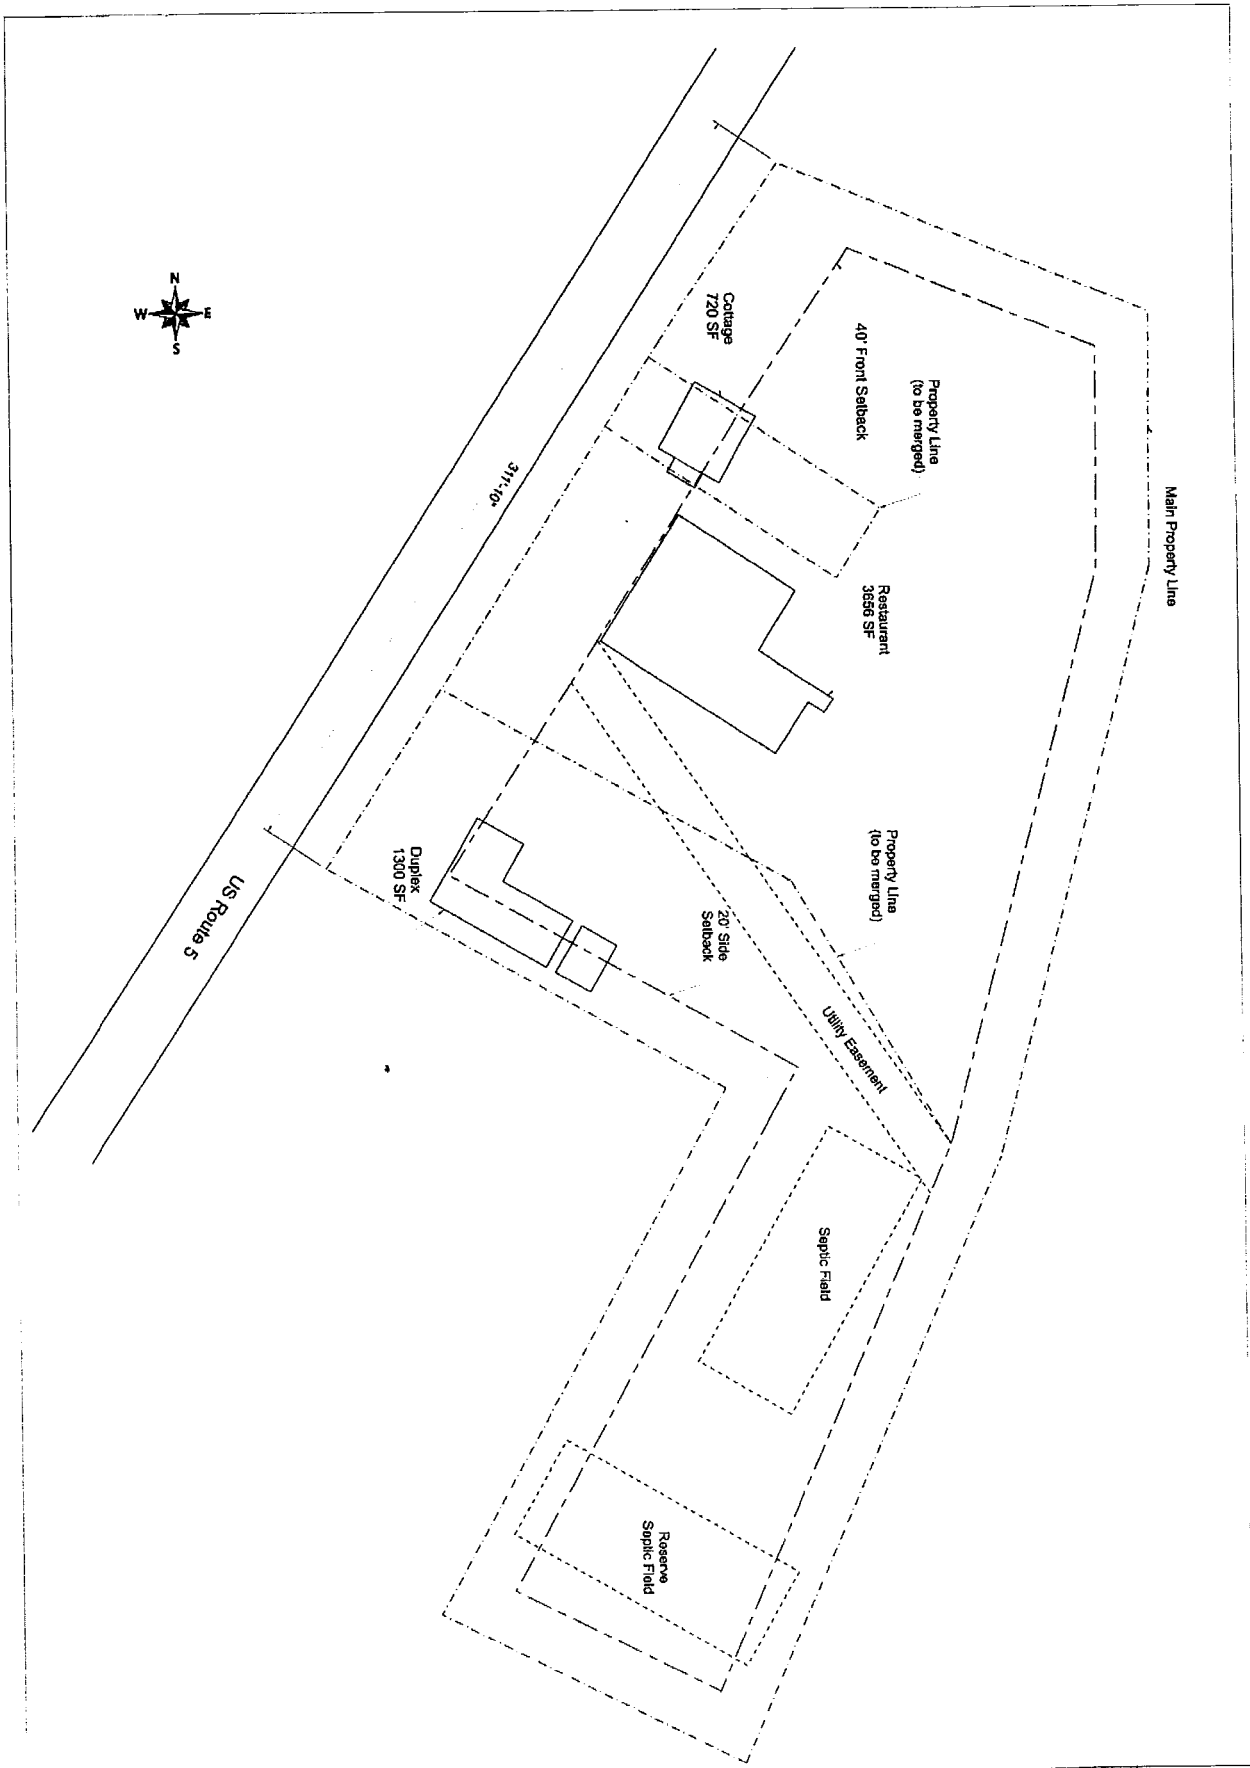 N
W
E
S
Cottage
720 SF
40' Front Setback
Property Line
(to be merged)
Main Property Line
311'-10"
Restaurant
3656 SF
Property Line
(to be merged)
Duplex
1300 SF
20' Side
Setback
US Route 5
Utility Easement
Septic Field
Reserve
Septic Field